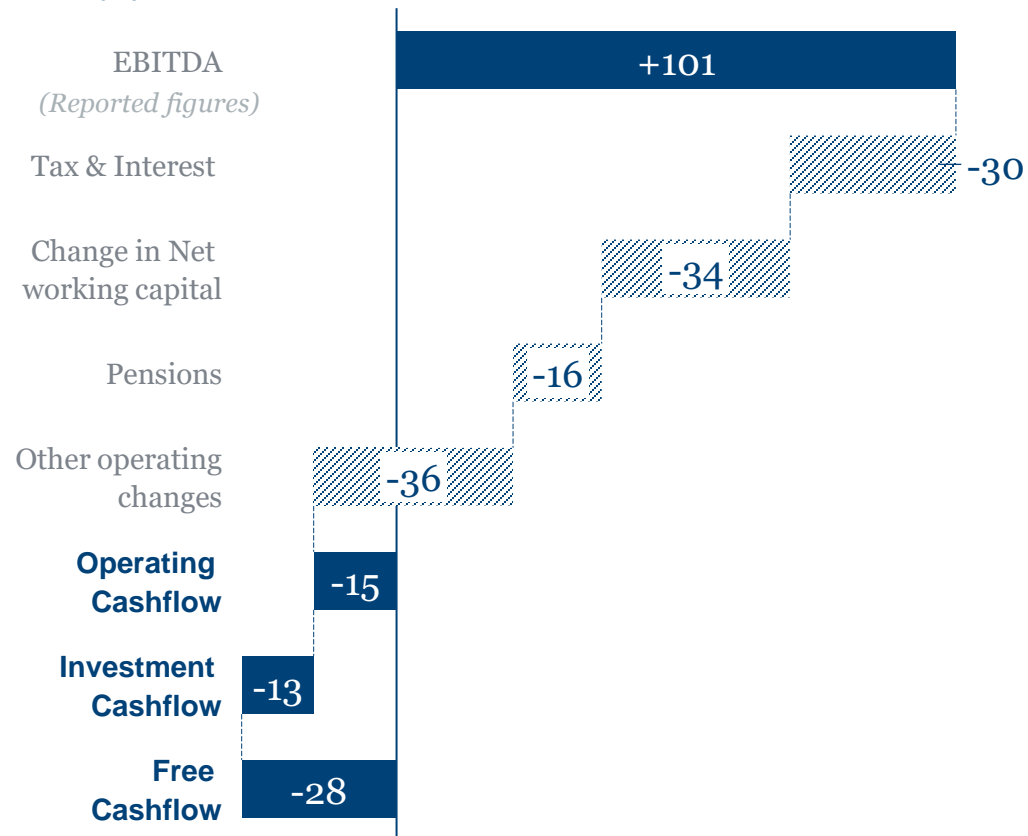 EBITDA
(Reported figures)
+101
Tax & Interest
-30
Change in Net
working capital
-34
Pensions
-16
Other operating
changes
-36
Operating
Cashflow
-15
Investment
Cashflow
-13
Free
Cashflow
-28